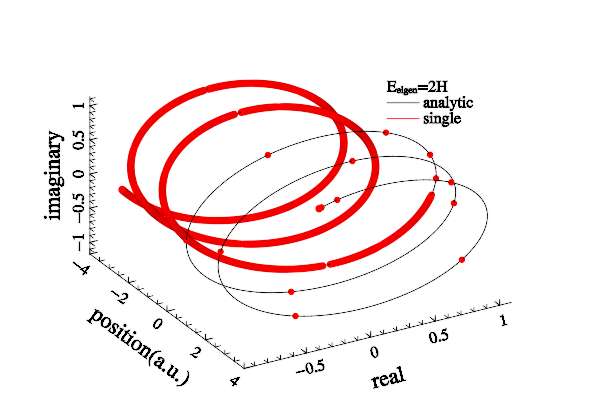 E_eigen=2H
analytic
single
imaginary
1
0.5
0
−0.5
−1
−4
−2
0
2
4
position(a.u.)
−0.5
0
0.5
1
real